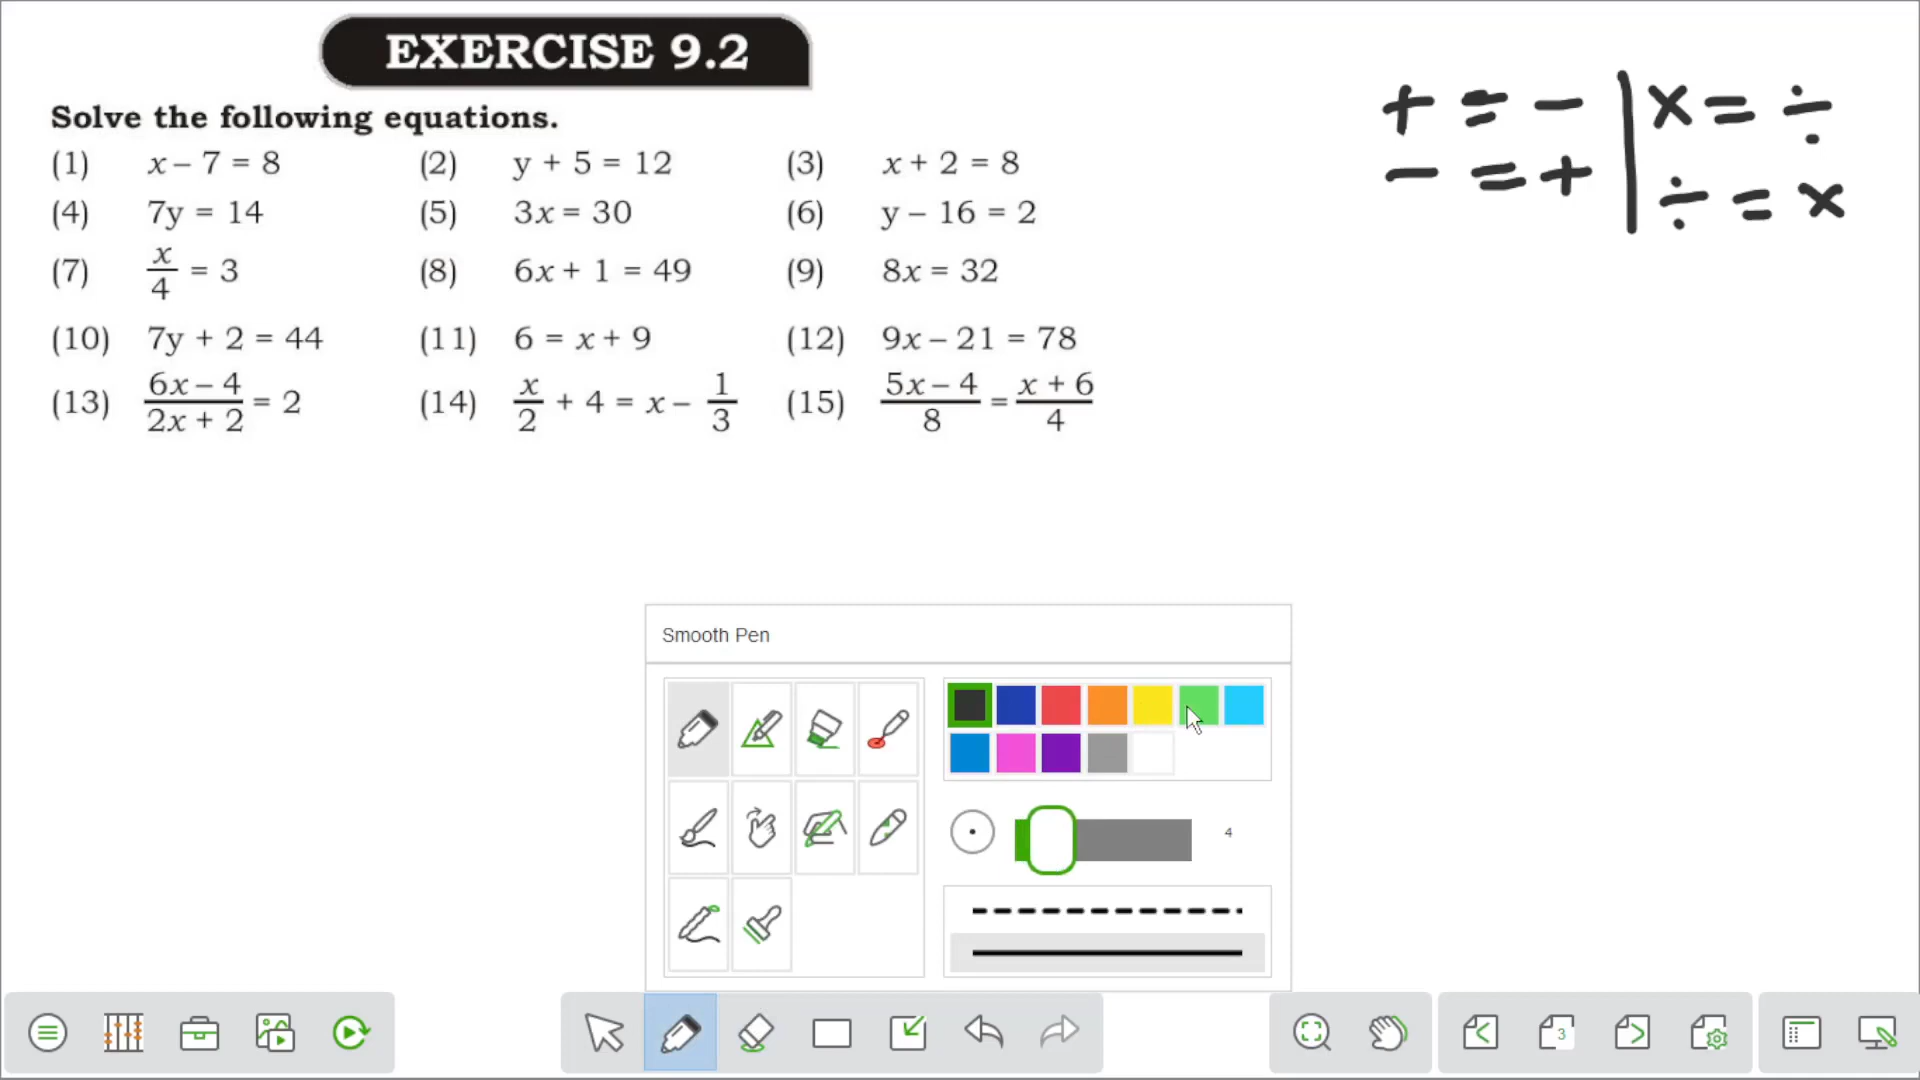 EXERCISE 9.2
Solve the following equations.
(1) x – 7 = 8 (2) y + 5 = 12 (3) x + 2 = 8
(4) 7y = 14 (5) 3x = 30 (6) y – 16 = 2
(7) x/4 = 3 (8) 6x + 1 = 49 (9) 8x = 32
(10) 7y + 2 = 44 (11) 6 = x + 9 (12) 9x – 21 = 78
(13) (6x – 4)/(2x + 2) = 2 (14) x/2 + 4 = x – 1/3 (15) (5x – 4)/8 = (x + 6)/4
+ = – | × = ÷
– = + | ÷ = ×
Smooth Pen
4
3